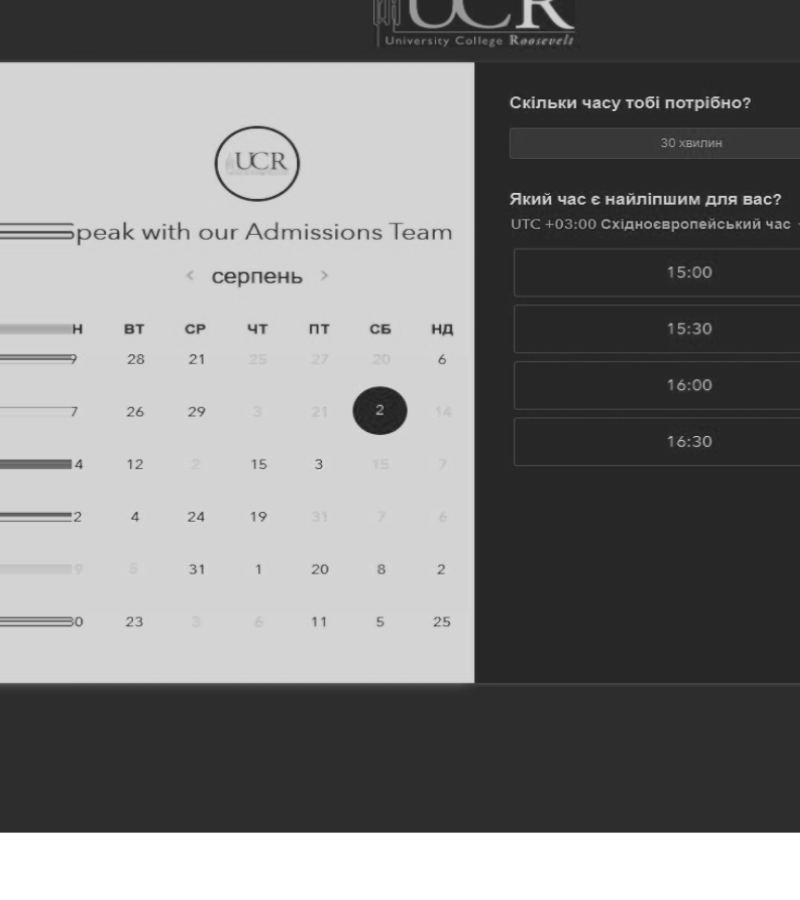 UCR
University College Roosevelt
UCR
peak with our Admissions Team
< серпень >
Н ВТ СР ЧТ ПТ СБ НД
9 28 21 25 27 20 6
7 26 29 3 21 2 14
4 12 2 15 3 15 7
2 4 24 19 31 7 6
9 5 31 1 20 8 2
0 23 3 6 11 5 25
Скільки часу тобі потрібно?
30 хвилин
Який час є найліпшим для вас?
UTC +03:00 Східноєвропейський час
15:00
15:30
16:00
16:30